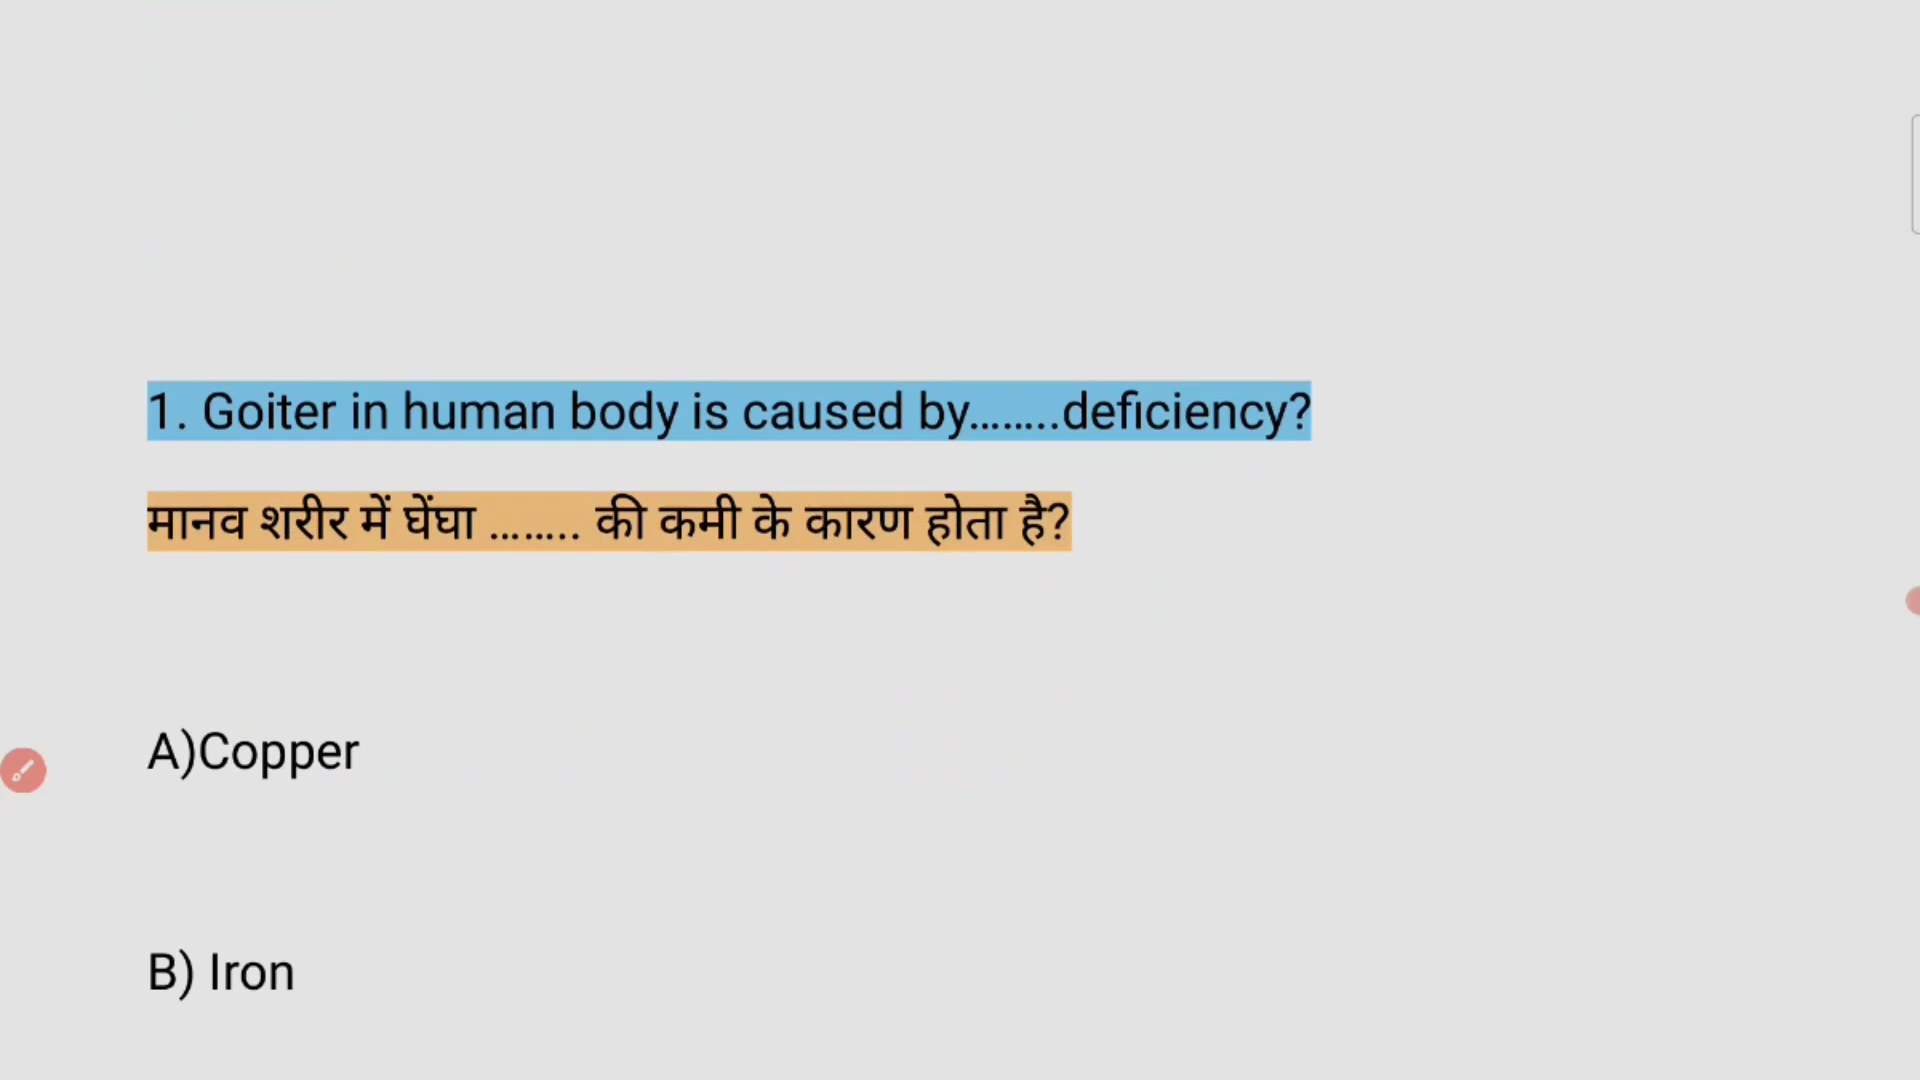 1. Goiter in human body is caused by……..deficiency?
मानव शरीर में घेंघा …….. की कमी के कारण होता है?
A)Copper
B) Iron